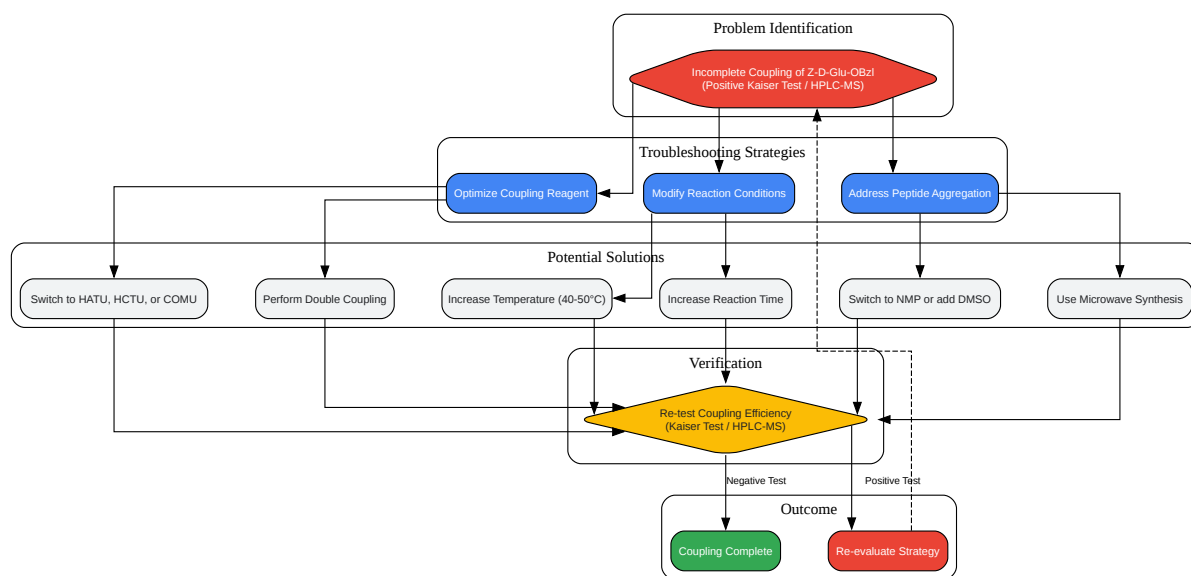 Problem Identification
Incomplete Coupling of Z-D-Glu-OBzl
(Positive Kaiser Test / HPLC-MS)
Troubleshooting Strategies
Optimize Coupling Reagent
Modify Reaction Conditions
Address Peptide Aggregation
Potential Solutions
Switch to HATU, HCTU, or COMU
Perform Double Coupling
Increase Temperature (40-50°C)
Increase Reaction Time
Switch to NMP or add DMSO
Use Microwave Synthesis
Verification
Re-test Coupling Efficiency
(Kaiser Test / HPLC-MS)
Negative Test
Positive Test
Outcome
Coupling Complete
Re-evaluate Strategy